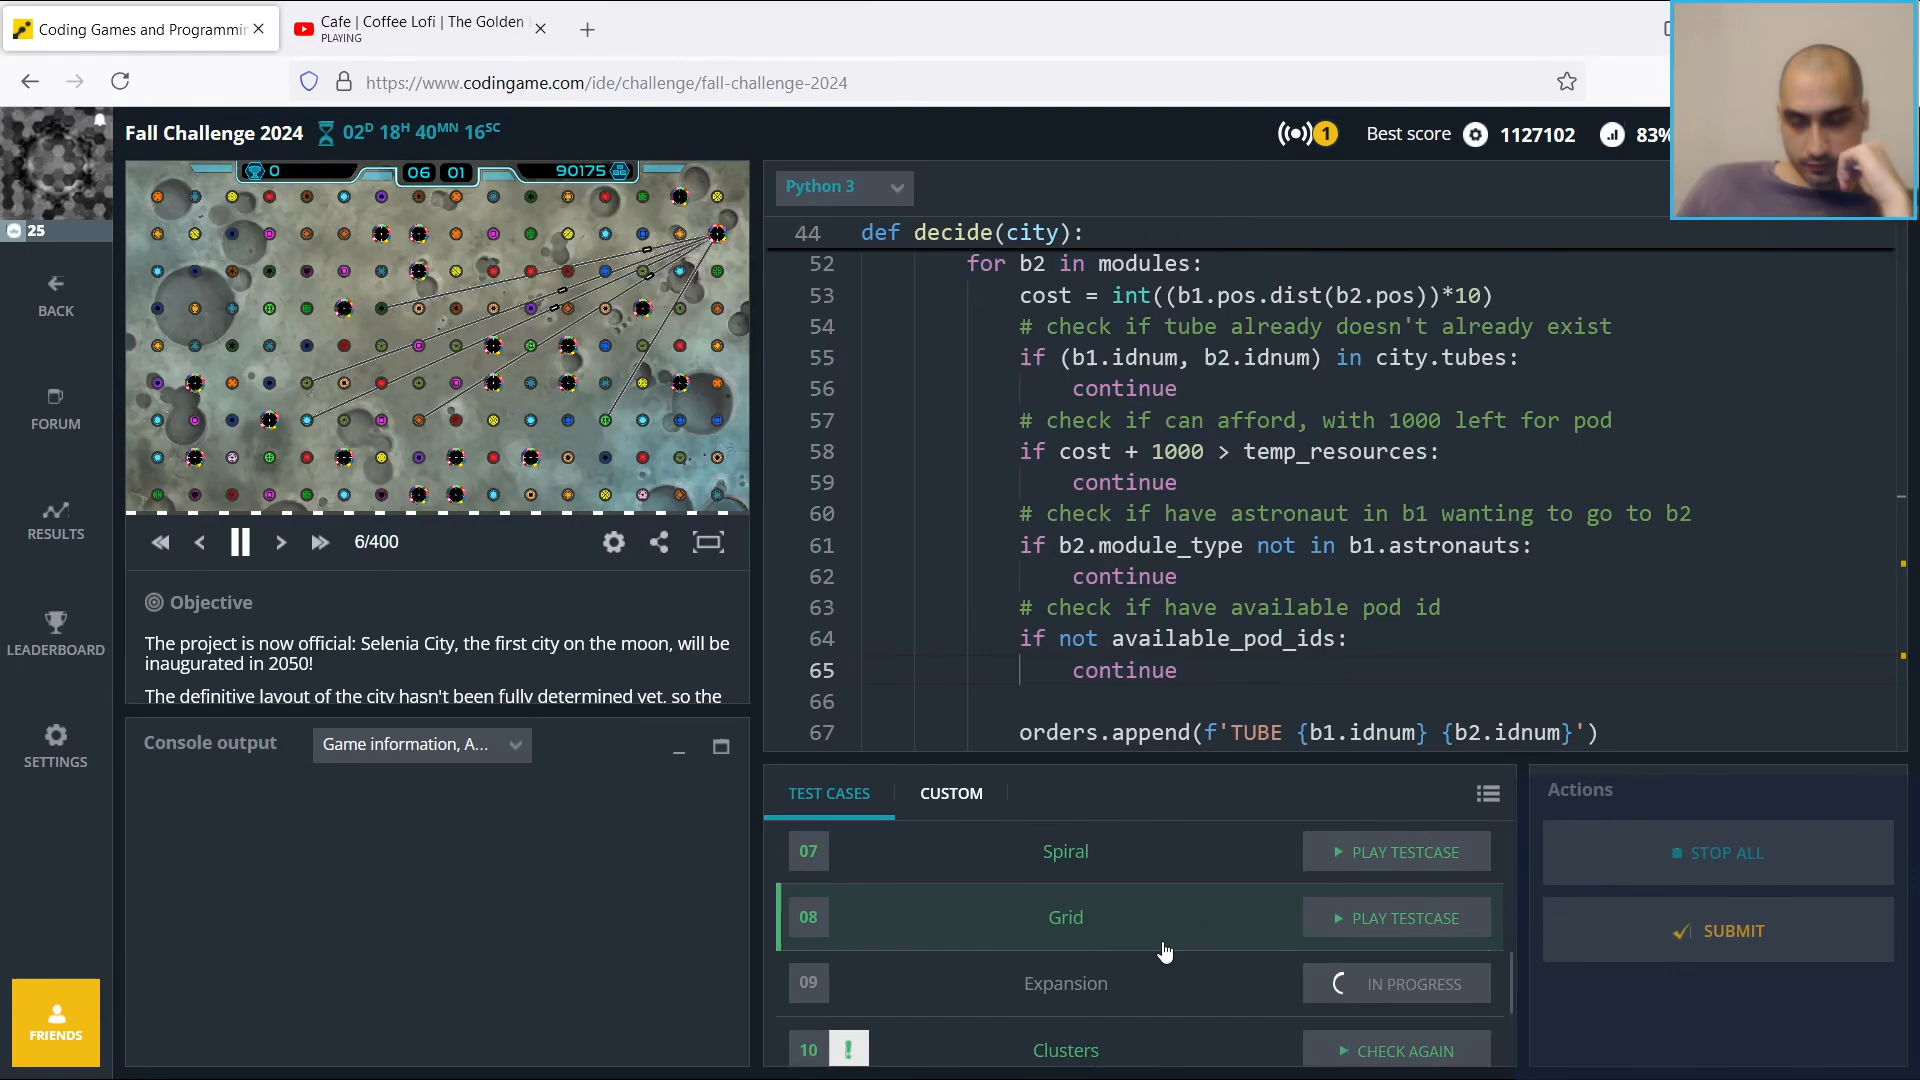 Coding Games and Programmin
Cafe | Coffee Lofi | The Golden
PLAYING
https://www.codingame.com/ide/challenge/fall-challenge-2024
Fall Challenge 2024
02D 18H 40MN 16SC
1
Best score
1127102
83%
0
06 01
90175
25
BACK
FORUM
RESULTS
LEADERBOARD
SETTINGS
FRIENDS
6/400
Objective
The project is now official: Selenia City, the first city on the moon, will be
inaugurated in 2050!
The definitive layout of the city hasn't been fully determined yet, so the
Console output
Game information, A...
Python 3
44 def decide(city):
52 for b2 in modules:
53 cost = int((b1.pos.dist(b2.pos))*10)
54 # check if tube already doesn't already exist
55 if (b1.idnum, b2.idnum) in city.tubes:
56 continue
57 # check if can afford, with 1000 left for pod
58 if cost + 1000 > temp_resources:
59 continue
60 # check if have astronaut in b1 wanting to go to b2
61 if b2.module_type not in b1.astronauts:
62 continue
63 # check if have available pod id
64 if not available_pod_ids:
65 continue
66
67 orders.append(f'TUBE {b1.idnum} {b2.idnum}')
TEST CASES
CUSTOM
07 Spiral PLAY TESTCASE
08 Grid PLAY TESTCASE
09 Expansion IN PROGRESS
10 ! Clusters CHECK AGAIN
Actions
STOP ALL
SUBMIT